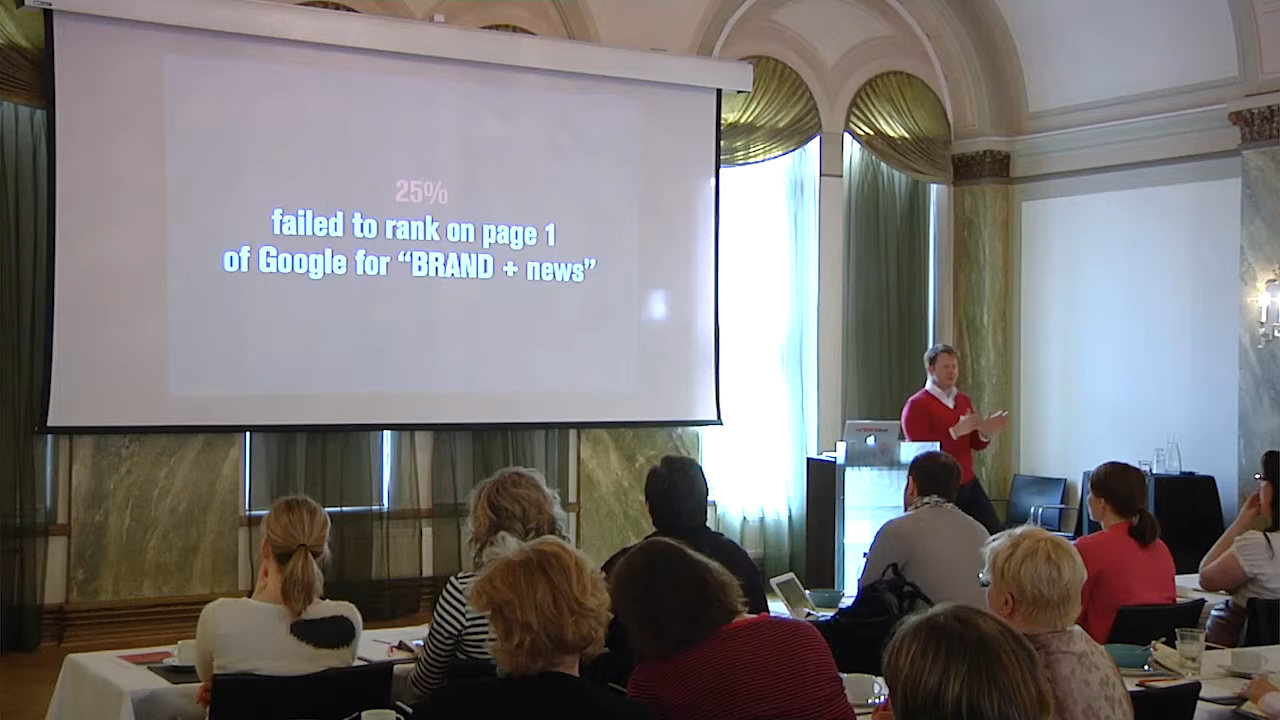 25%
failed to rank on page 1
of Google for “BRAND + news”